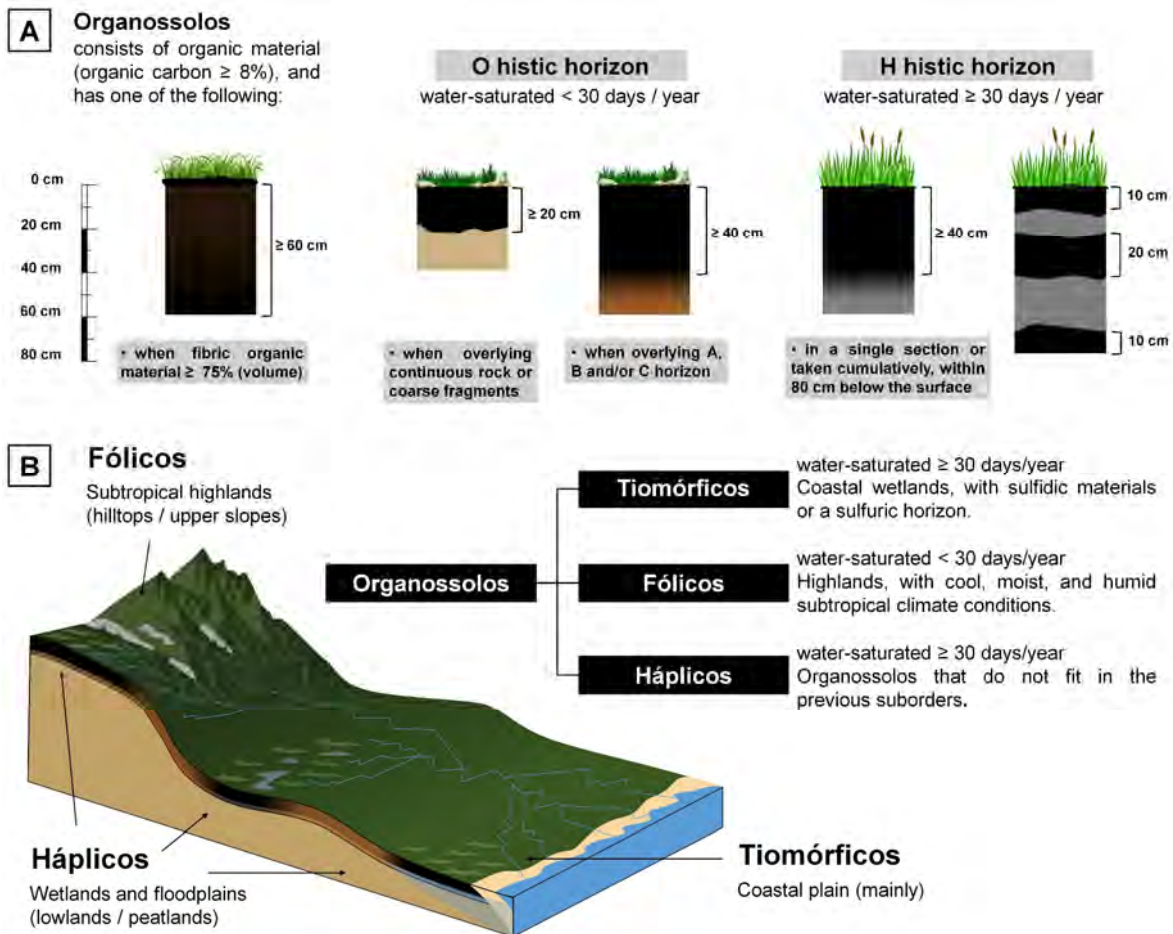 A
Organossolos
consists of organic material
(organic carbon ≥ 8%), and
has one of the following:
O histic horizon
water-saturated < 30 days / year
H histic horizon
water-saturated ≥ 30 days / year
0 cm
20 cm
40 cm
60 cm
80 cm
≥ 60 cm
≥ 20 cm
≥ 40 cm
≥ 40 cm
10 cm
20 cm
10 cm
• when fibric organic
material ≥ 75% (volume)
• when overlying
continuous rock or
coarse fragments
• when overlying A,
B and/or C horizon
• in a single section or
taken cumulatively, within
80 cm below the surface
B
Fólicos
Subtropical highlands
(hilltops / upper slopes)
Organossolos
Tiomórficos
water-saturated ≥ 30 days/year
Coastal wetlands, with sulfidic materials
or a sulfuric horizon.
Fólicos
water-saturated < 30 days/year
Highlands, with cool, moist, and humid
subtropical climate conditions.
Háplicos
water-saturated ≥ 30 days/year
Organossolos that do not fit in the
previous suborders.
Háplicos
Wetlands and floodplains
(lowlands / peatlands)
Tiomórficos
Coastal plain (mainly)